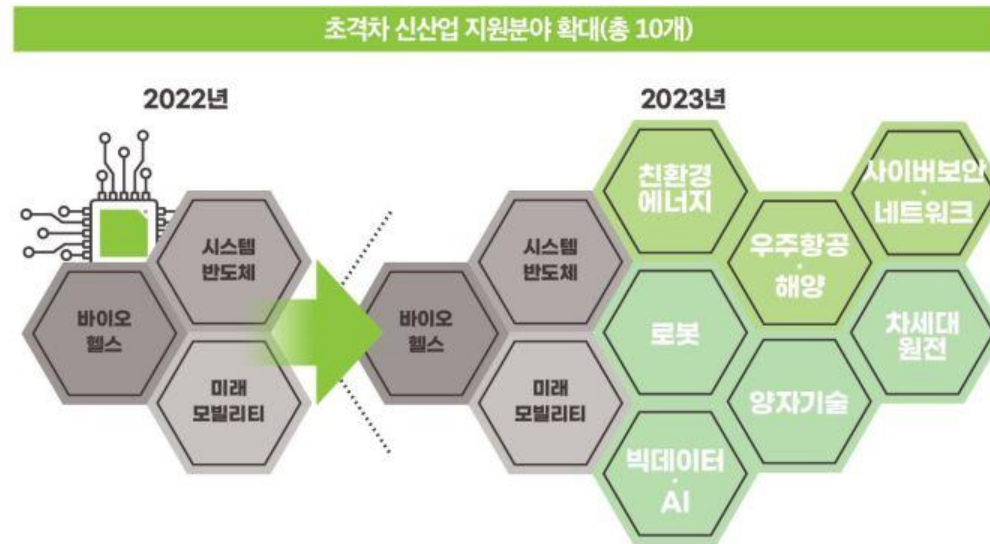 초격차 신산업 지원분야 확대(총 10개)
2022년
시스템
반도체
바이오
헬스
미래
모빌리티
2023년
바이오
헬스
시스템
반도체
미래
모빌리티
친환경
에너지
로봇
빅데이터
·
AI
우주항공
·
해양
양자기술
사이버보안
·
네트워크
차세대
원전